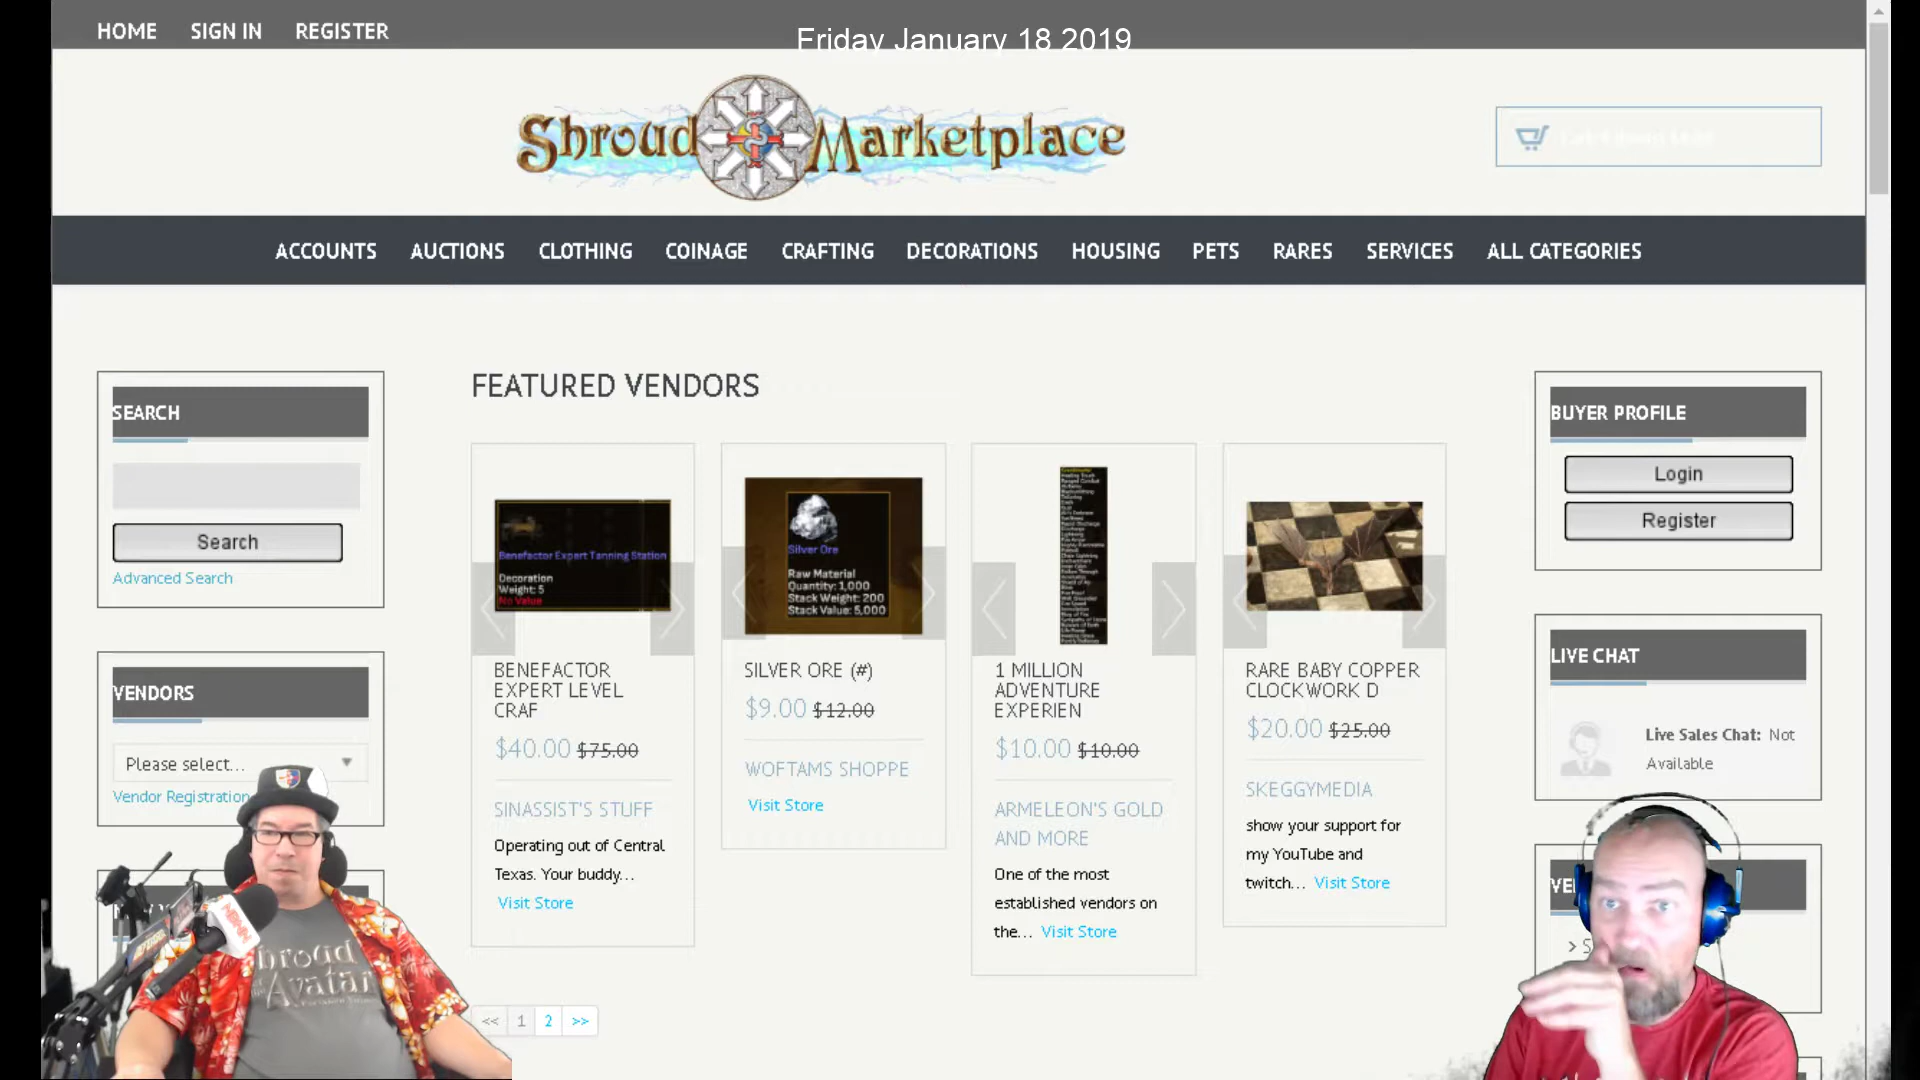 HOME SIGN IN REGISTER
Friday January 18 2019
Shroud Marketplace
ACCOUNTS AUCTIONS CLOTHING COINAGE CRAFTING DECORATIONS HOUSING PETS RARES SERVICES ALL CATEGORIES
SEARCH
Search
Advanced Search
VENDORS
Please select...
Vendor Registration
FEATURED VENDORS
Benefactor Expert Tanning Station
Decoration
Weight: 5
No Value
BENEFACTOR
EXPERT LEVEL
CRAF
$40.00 $75.00
SINASSIST'S STUFF
Operating out of Central
Texas. Your buddy...
Visit Store
Silver Ore
Raw Material
Quantity: 1,000
Stack Weight: 200
Stack Value: 5,000
SILVER ORE (#)
$9.00 $12.00
WOFTAMS SHOPPE
Visit Store
1 MILLION
ADVENTURE
EXPERIEN
$10.00 $10.00
ARMELEON'S GOLD
AND MORE
One of the most
established vendors on
the... Visit Store
RARE BABY COPPER
CLOCKWORK D
$20.00 $25.00
SKEGGYMEDIA
show your support for
my YouTube and
twitch... Visit Store
<< 1 2 >>
BUYER PROFILE
Login
Register
LIVE CHAT
Live Sales Chat: Not
Available
VE
> S
Shroud
Avatar